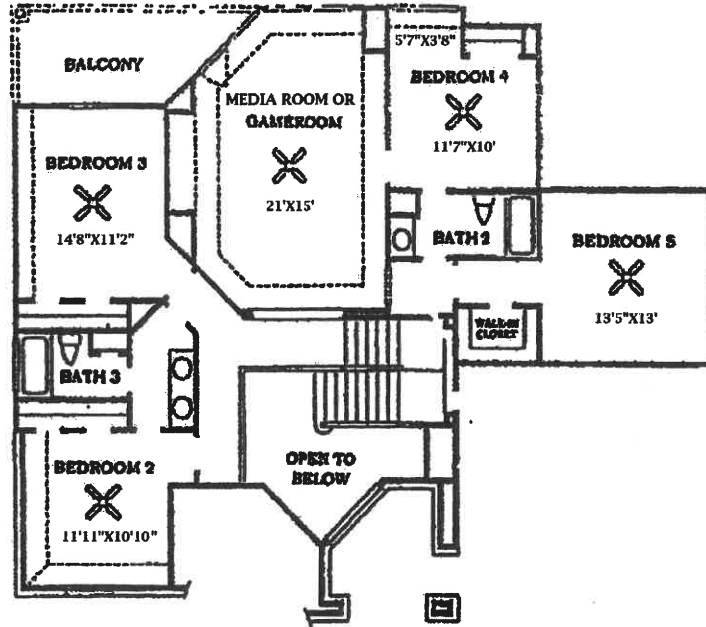 5'7"X3'8"
BALCONY
BEDROOM 4
MEDIA ROOM OR
GAMEROOM
11'7"X10'
BEDROOM 3
21'X15'
14'8"X11'2"
BATH 2
BEDROOM 5
13'5"X13'
WALK-IN
CLOSET
BATH 3
BEDROOM 2
OPEN TO
BELOW
11'11"X10'10"